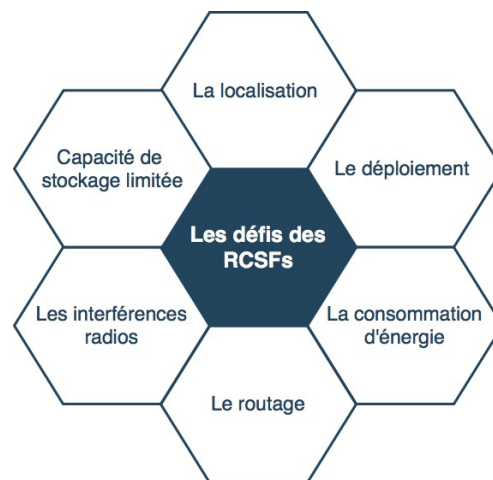 La localisation
Capacité de
stockage limitée
Le déploiement
Les défis des
RCSFs
Les interférences
radios
La consommation
d'énergie
Le routage